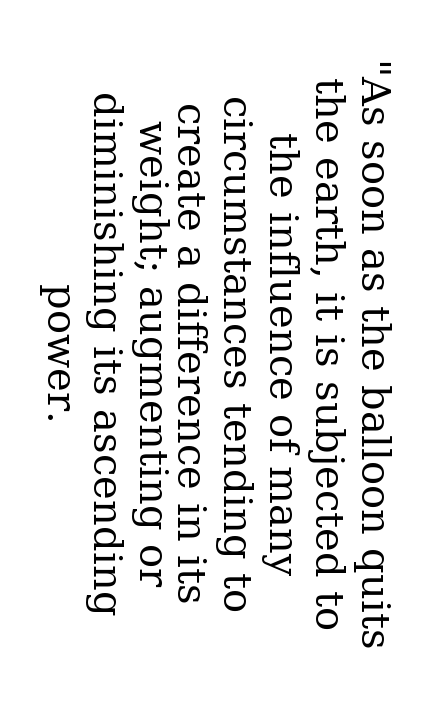 "As soon as the balloon quits
the earth, it is subjected to
the influence of many
circumstances tending to
create a difference in its
weight; augmenting or
diminishing its ascending
power.